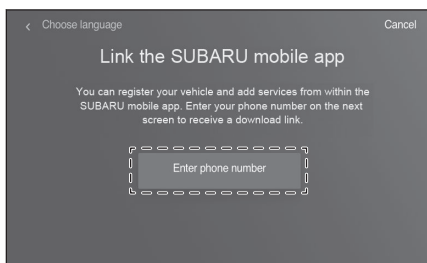 Choose language
Cancel
Link the SUBARU mobile app
You can register your vehicle and add services from within the
SUBARU mobile app. Enter your phone number on the next
screen to receive a download link.
Enter phone number